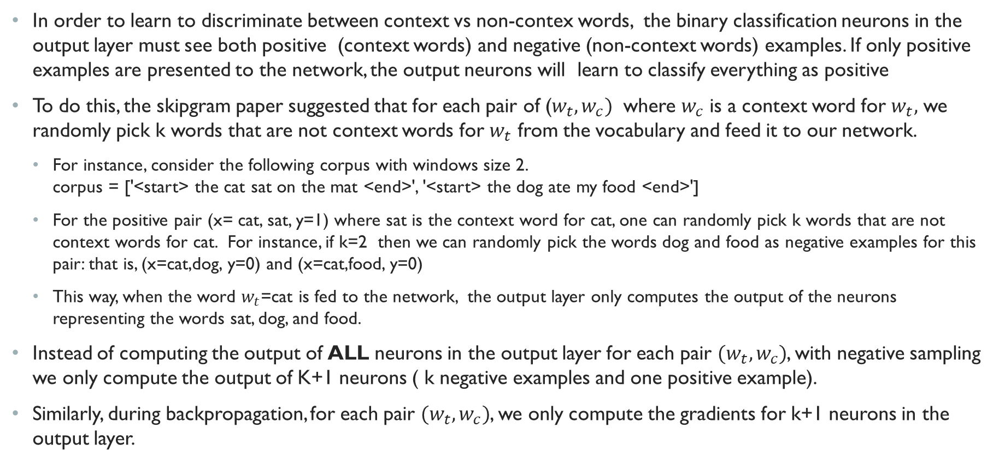 • In order to learn to discriminate between context vs non-contex words, the binary classification neurons in the
output layer must see both positive (context words) and negative (non-context words) examples. If only positive
examples are presented to the network, the output neurons will learn to classify everything as positive
• To do this, the skipgram paper suggested that for each pair of (w_t, w_c) where w_c is a context word for w_t, we
randomly pick k words that are not context words for w_t from the vocabulary and feed it to our network.
• For instance, consider the following corpus with windows size 2.
corpus = ['<start> the cat sat on the mat <end>', '<start> the dog ate my food <end>']
• For the positive pair (x= cat, sat, y=1) where sat is the context word for cat, one can randomly pick k words that are not
context words for cat. For instance, if k=2 then we can randomly pick the words dog and food as negative examples for this
pair: that is, (x=cat,dog, y=0) and (x=cat,food, y=0)
• This way, when the word w_t=cat is fed to the network, the output layer only computes the output of the neurons
representing the words sat, dog, and food.
• Instead of computing the output of ALL neurons in the output layer for each pair (w_t, w_c), with negative sampling
we only compute the output of K+1 neurons ( k negative examples and one positive example).
• Similarly, during backpropagation, for each pair (w_t, w_c), we only compute the gradients for k+1 neurons in the
output layer.